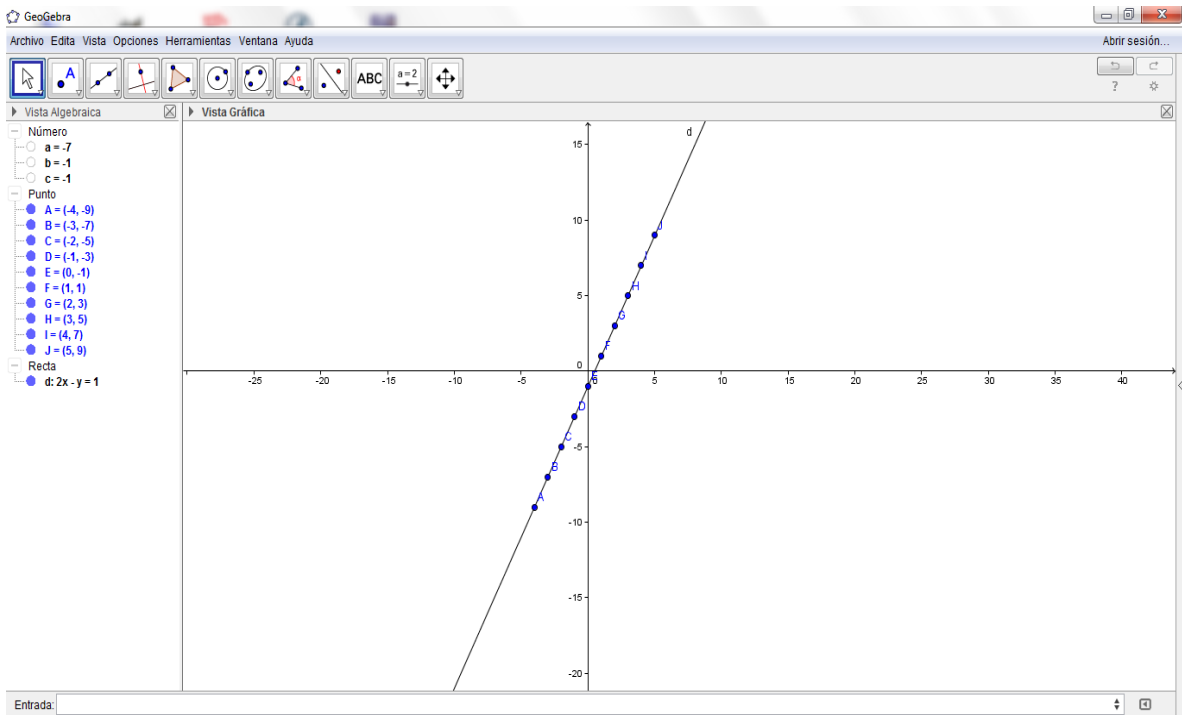 GeoGebra
Archivo Edita Vista Opciones Herramientas Ventana Ayuda
Abrir sesión...
A
α
ABC
a = 2
?
Vista Algebraica
Vista Gráfica
Número
a = -7
b = -1
c = -1
Punto
A = (-4, -9)
B = (-3, -7)
C = (-2, -5)
D = (-1, -3)
E = (0, -1)
F = (1, 1)
G = (2, 3)
H = (3, 5)
I = (4, 7)
J = (5, 9)
Recta
d: 2x - y = 1
d
15
10
J
I
5
H
G
F
0
-25 -20 -15 -10 -5 0 5 10 15 20 25 30 35 40
E
D
C
-5
B
A
-10
-15
-20
Entrada: